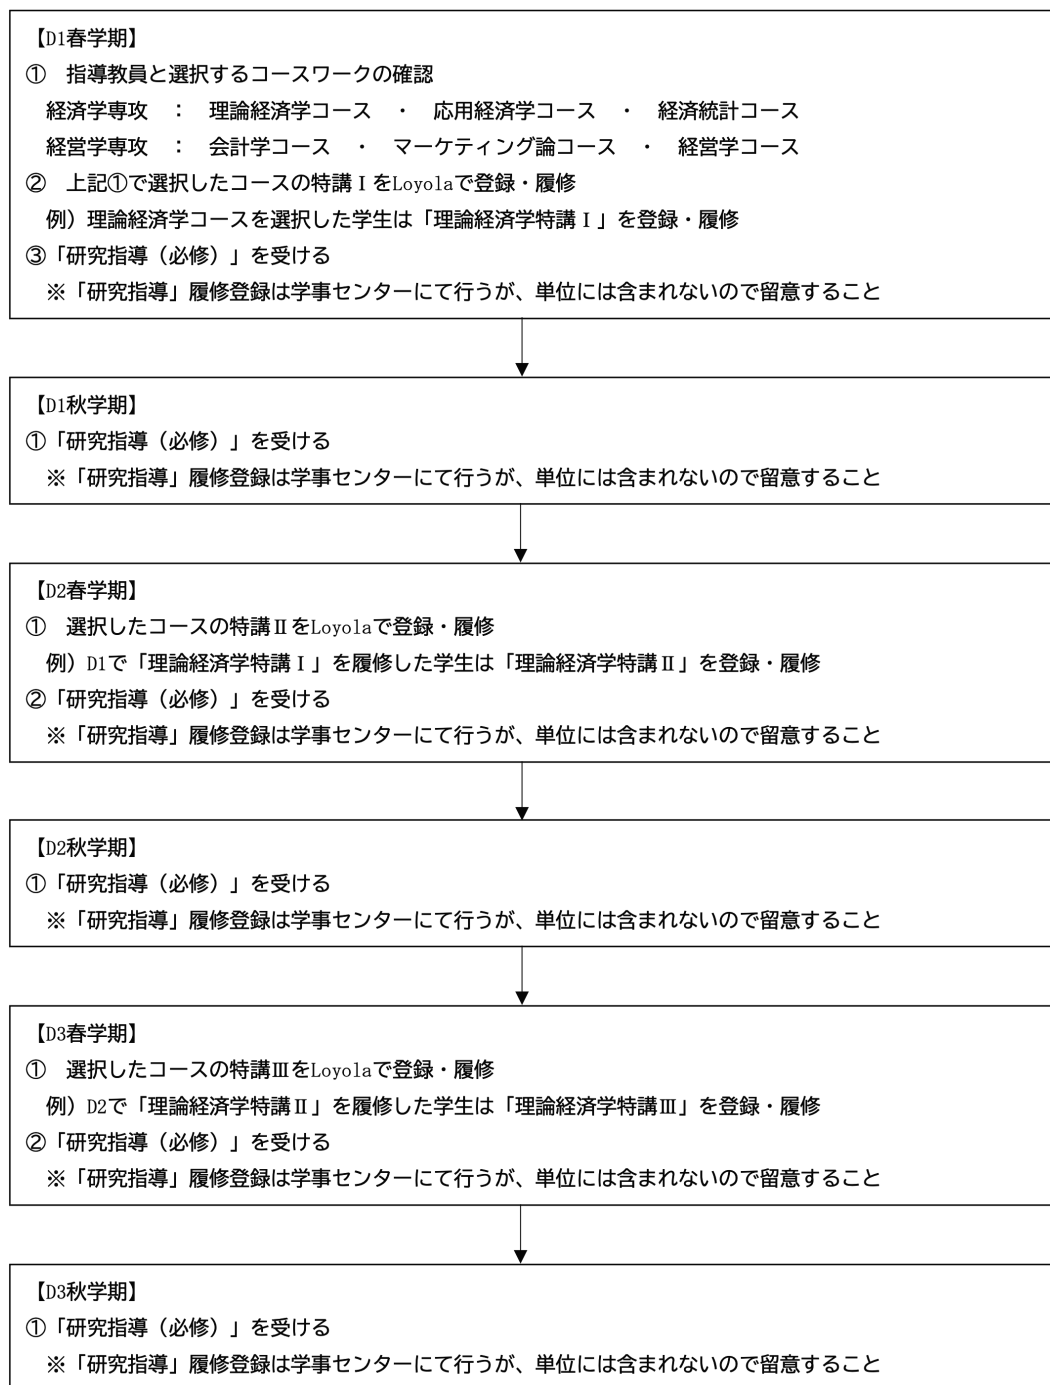 【D1春学期】
①　指導教員と選択するコースワークの確認
経済学専攻　：　理論経済学コース　・　応用経済学コース　・　経済統計コース
経営学専攻　：　会計学コース　・　マーケティング論コース　・　経営学コース
②　上記①で選択したコースの特講ⅠをLoyolaで登録・履修
例）理論経済学コースを選択した学生は「理論経済学特講Ⅰ」を登録・履修
③「研究指導（必修）」を受ける
※「研究指導」履修登録は学事センターにて行うが、単位には含まれないので留意すること
【D1秋学期】
①「研究指導（必修）」を受ける
※「研究指導」履修登録は学事センターにて行うが、単位には含まれないので留意すること
【D2春学期】
①　選択したコースの特講ⅡをLoyolaで登録・履修
例）D1で「理論経済学特講Ⅰ」を履修した学生は「理論経済学特講Ⅱ」を登録・履修
②「研究指導（必修）」を受ける
※「研究指導」履修登録は学事センターにて行うが、単位には含まれないので留意すること
【D2秋学期】
①「研究指導（必修）」を受ける
※「研究指導」履修登録は学事センターにて行うが、単位には含まれないので留意すること
【D3春学期】
①　選択したコースの特講ⅢをLoyolaで登録・履修
例）D2で「理論経済学特講Ⅱ」を履修した学生は「理論経済学特講Ⅲ」を登録・履修
②「研究指導（必修）」を受ける
※「研究指導」履修登録は学事センターにて行うが、単位には含まれないので留意すること
【D3秋学期】
①「研究指導（必修）」を受ける
※「研究指導」履修登録は学事センターにて行うが、単位には含まれないので留意すること